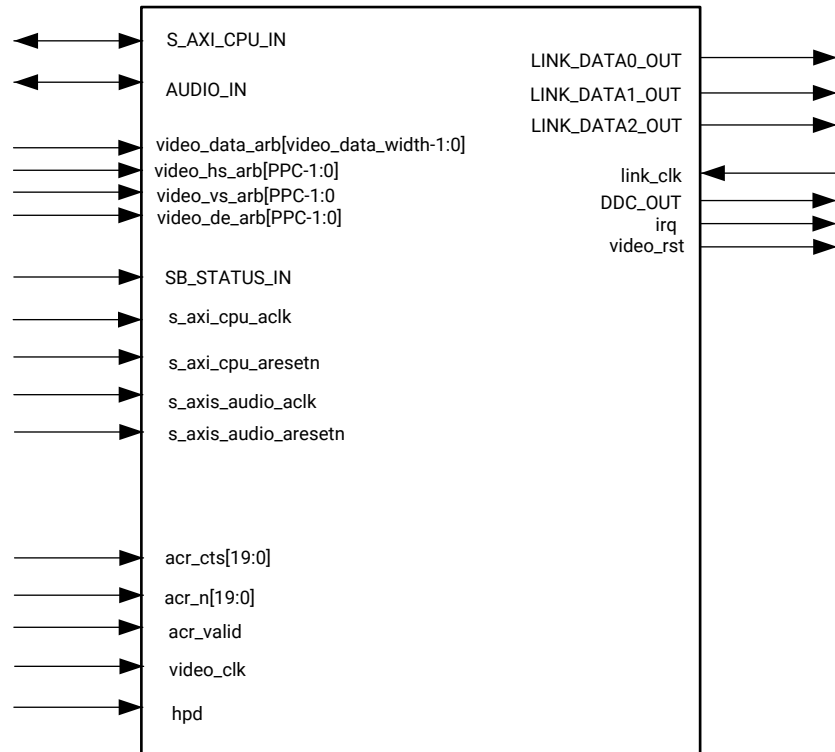 S_AXI_CPU_IN
AUDIO_IN
video_data_arb[video_data_width-1:0]
video_hs_arb[PPC-1:0]
video_vs_arb[PPC-1:0
video_de_arb[PPC-1:0]
SB_STATUS_IN
s_axi_cpu_aclk
s_axi_cpu_aresetn
s_axis_audio_aclk
s_axis_audio_aresetn
acr_cts[19:0]
acr_n[19:0]
acr_valid
video_clk
hpd
LINK_DATA0_OUT
LINK_DATA1_OUT
LINK_DATA2_OUT
link_clk
DDC_OUT
irq
video_rst